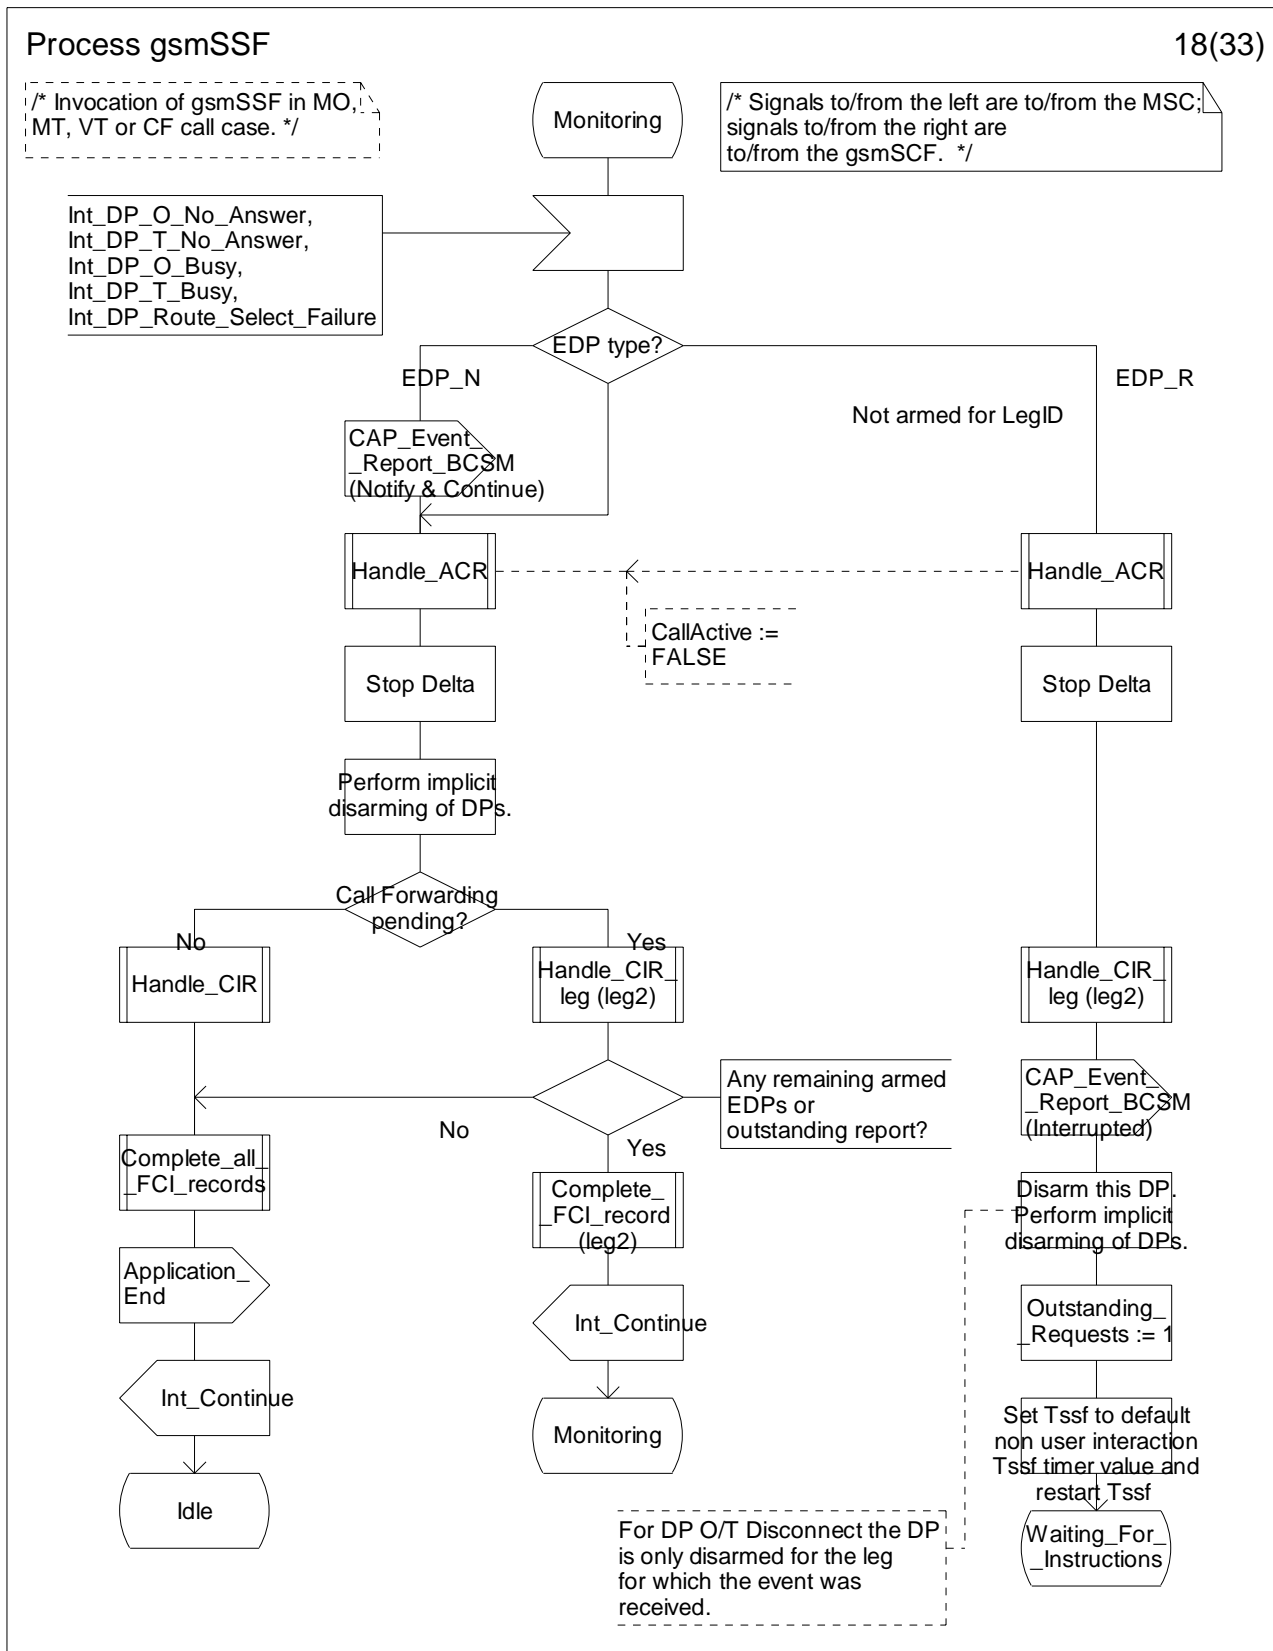 Process gsmSSF
18(33)
/* Invocation of gsmSSF in MO,
MT, VT or CF call case. */
Monitoring
/* Signals to/from the left are to/from the MSC;
signals to/from the right are
to/from the gsmSCF.  */
Int_DP_O_No_Answer,
Int_DP_T_No_Answer,
Int_DP_O_Busy,
Int_DP_T_Busy,
Int_DP_Route_Select_Failure
EDP type?
EDP_N
EDP_R
Not armed for LegID
CAP_Event_
_Report_BCSM
(Notify & Continue)
Handle_ACR
Handle_ACR
CallActive :=
FALSE
Stop Delta
Stop Delta
Perform implicit
disarming of DPs.
Call Forwarding
pending?
No
Yes
Handle_CIR
Handle_CIR_
leg (leg2)
Handle_CIR_
leg (leg2)
Any remaining armed
EDPs or
outstanding report?
CAP_Event_
_Report_BCSM
(Interrupted)
No
Yes
Complete_all_
_FCI_records
Complete_
_FCI_record
(leg2)
Disarm this DP.
Perform implicit
disarming of DPs.
Application_
End
Int_Continue
Outstanding_
_Requests := 1
Int_Continue
Monitoring
Set Tssf to default
non user interaction
Tssf timer value and
restart Tssf
Idle
For DP O/T Disconnect the DP
is only disarmed for the leg
for which the event was
received.
Waiting_For_
_Instructions